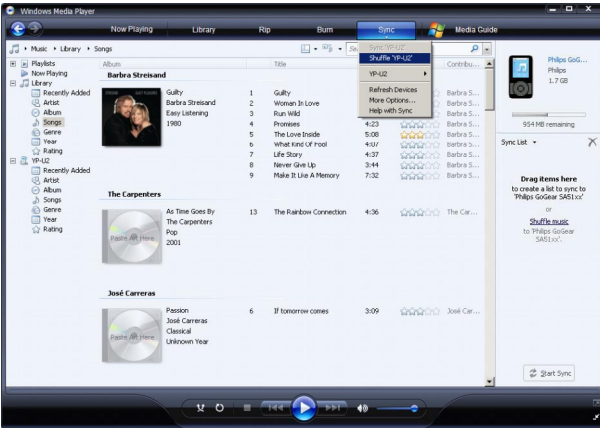 Windows Media Player
Now Playing Library Rip Burn Sync Media Guide
Music Library Songs
Sync 'YP-U2'
Shuffle 'YP-U2'
YP-U2
Refresh Devices
More Options...
Help with Sync
Playlists
Now Playing
Library
Recently Added
Artist
Album
Songs
Genre
Year
Rating
YP-U2
Recently Added
Artist
Album
Songs
Genre
Year
Rating
Album Title Contribu...
Barbra Streisand
Guilty
Barbra Streisand
Easy Listening
1980
1 Guilty Barbra S...
2 Woman In Love Barbra S...
3 Run Wild Barbra S...
4 Promises 4:23 Barbra S...
5 The Love Inside 5:08 Barbra S...
6 What Kind Of Fool 4:07 Barbra S...
7 Life Story 4:37 Barbra S...
8 Never Give Up 3:44 Barbra S...
9 Make It Like A Memory 7:32 Barbra S...
The Carpenters
Paste Art Here
As Time Goes By
The Carpenters
Pop
2001
13 The Rainbow Connection 4:36 The Car...
José Carreras
Paste Art Here
Passion
José Carreras
Classical
Unknown Year
6 If tomorrow comes 3:09 José Car...
Philips GoG...
Philips
1.7 GB
954 MB remaining
Sync List
Drag items here
to create a list to sync to
'Philips GoGear
SA51xx'
or
Shuffle music
to 'Philips GoGear
SA51xx'.
Start Sync